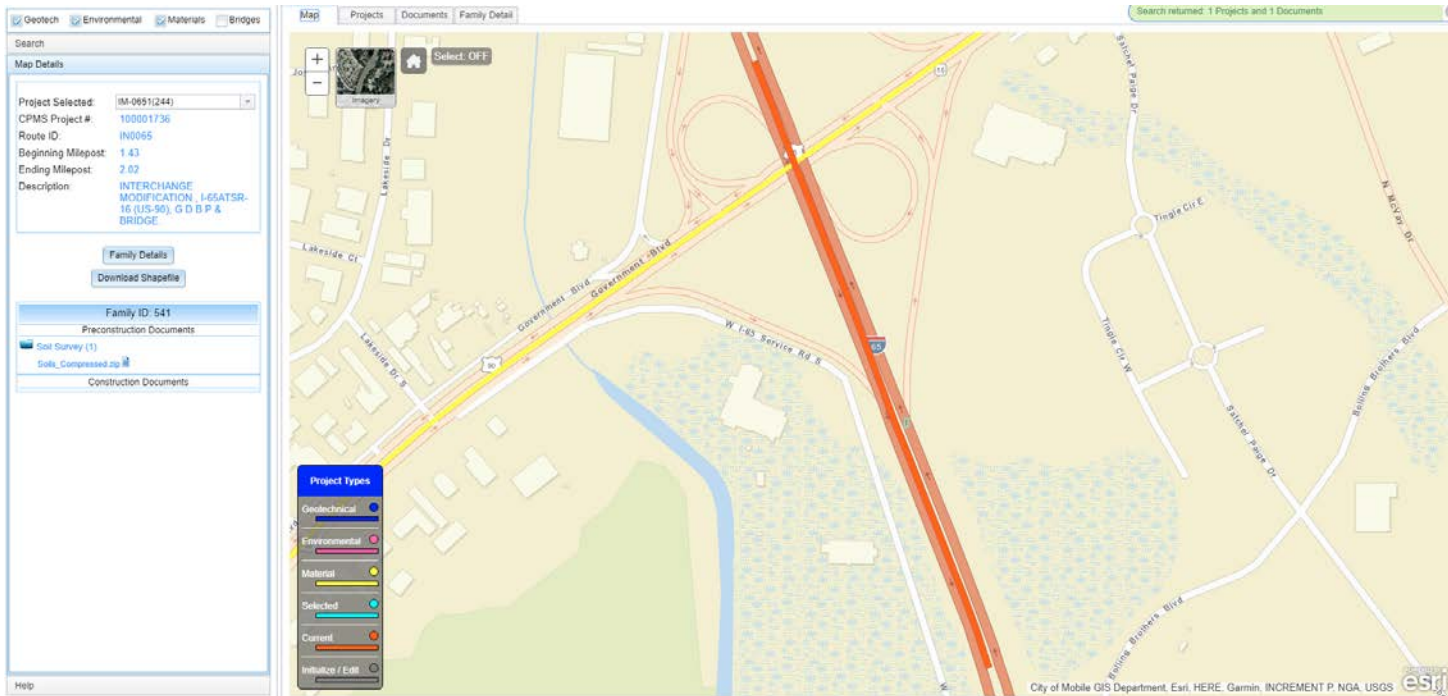 Geotech Environmental Materials Bridges
Search
Map Details
Project Selected: IM-0651(244)
CPMS Project #: 100001736
Route ID: IN0065
Beginning Milepost: 1.43
Ending Milepost: 2.02
Description: INTERCHANGE
MODIFICATION , I-65ATSR-
16 (US-90), G D B P &
BRIDGE
Family Details
Download Shapefile
Family ID: 541
Preconstruction Documents
Soil Survey (1)
Soils_Compressed.zip
Construction Documents
Help
Map Projects Documents Family Detail
Search returned: 1 Projects and 1 Documents
+
−
Imagery
Select: OFF
Lakeside Dr
Lakeside Ct
Lakeside Dr S
Government Blvd
Government Blvd
90
W I-65 Service Rd S
65
16
Satchel Paige Dr
Tingle Cir E
N McVay Dr
Tingle Cir W
Satchel Paige Dr
Bolling Brothers Blvd
Bolling Brothers Blvd
W
Project Types
Geotechnical
Environmental
Material
Selected
Current
Initialize / Edit
City of Mobile GIS Department, Esri, HERE, Garmin, INCREMENT P, NGA, USGS
esri